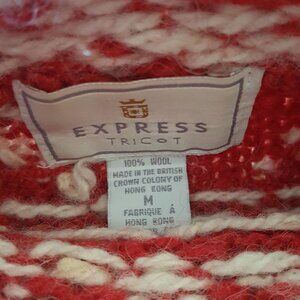 EXPRESS
TRICOT
100% WOOL
MADE IN THE BRITISH
CROWN COLONY OF
HONG KONG
M
FABRIQUE Á
HONG KONG